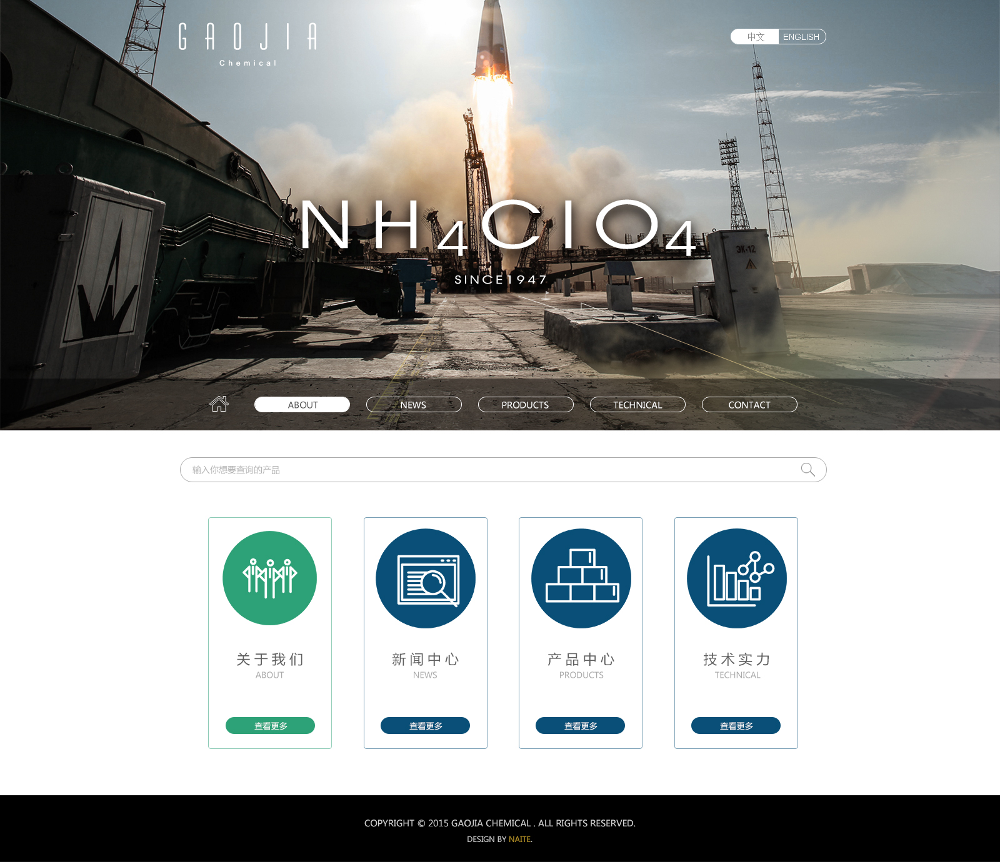 GAOJIA
Chemical
中文 ENGLISH
NH₄ClO₄
SINCE1947
ЭК-12
ABOUT NEWS PRODUCTS TECHNICAL CONTACT
输入你想要查询的产品
关于我们 新闻中心 产品中心 技术实力
ABOUT NEWS PRODUCTS TECHNICAL
查看更多 查看更多 查看更多 查看更多
COPYRIGHT © 2015 GAOJIA CHEMICAL . ALL RIGHTS RESERVED.
DESIGN BY NAITE.